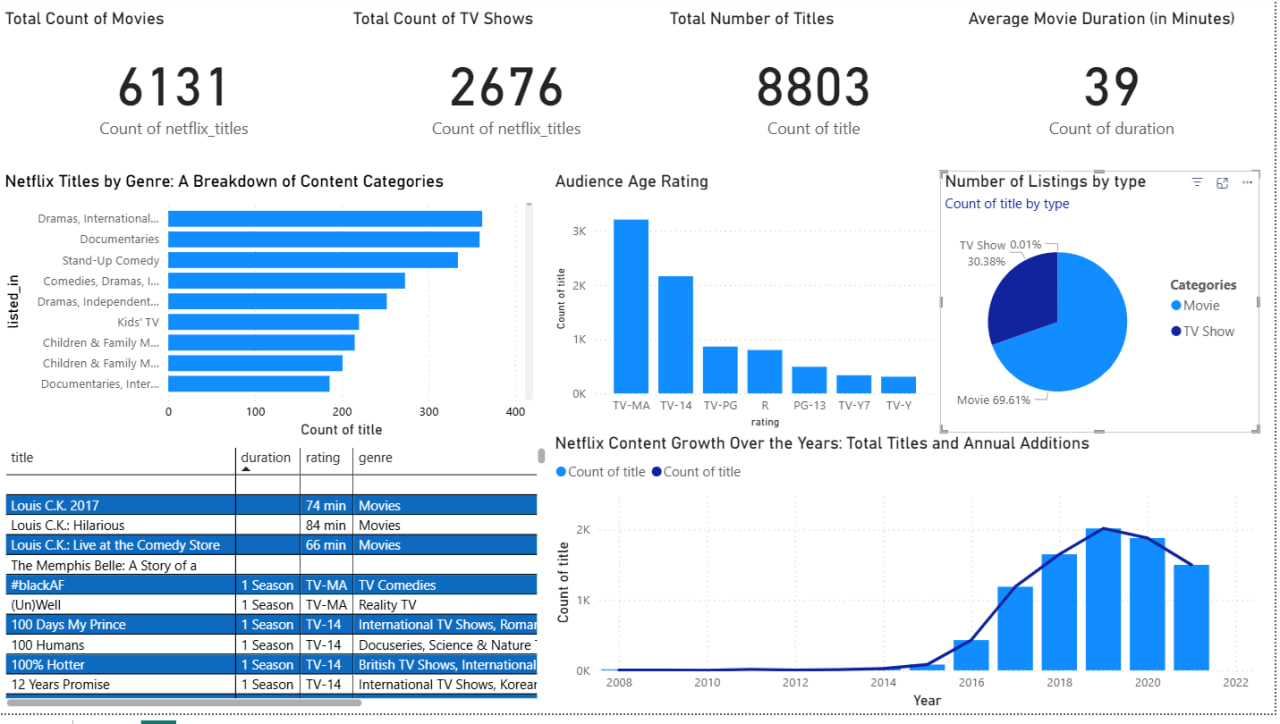 Total Count of Movies
Total Count of TV Shows
Total Number of Titles
Average Movie Duration (in Minutes)
6131
2676
8803
39
Count of netflix_titles
Count of netflix_titles
Count of title
Count of duration
Netflix Titles by Genre: A Breakdown of Content Categories
listed_in
Dramas, International...
Documentaries
Stand-Up Comedy
Comedies, Dramas, I...
Dramas, Independent...
Kids' TV
Children & Family M...
Children & Family M...
Documentaries, Inter...
0 100 200 300 400
Count of title
Audience Age Rating
Count of title
3K
2K
1K
0K
TV-MA TV-14 TV-PG R PG-13 TV-Y7 TV-Y
rating
Number of Listings by type
Count of title by type
TV Show 0.01%
30.38%
Movie 69.61%
Categories
Movie
TV Show
title duration rating genre
Louis C.K. 2017 74 min Movies
Louis C.K.: Hilarious 84 min Movies
Louis C.K.: Live at the Comedy Store 66 min Movies
The Memphis Belle: A Story of a
#blackAF 1 Season TV-MA TV Comedies
(Un)Well 1 Season TV-MA Reality TV
100 Days My Prince 1 Season TV-14 International TV Shows, Romar
100 Humans 1 Season TV-14 Docuseries, Science & Nature
100% Hotter 1 Season TV-14 British TV Shows, International
12 Years Promise 1 Season TV-14 International TV Shows, Korear
Netflix Content Growth Over the Years: Total Titles and Annual Additions
Count of title Count of title
Count of title
2K
1K
0K
2008 2010 2012 2014 2016 2018 2020 2022
Year